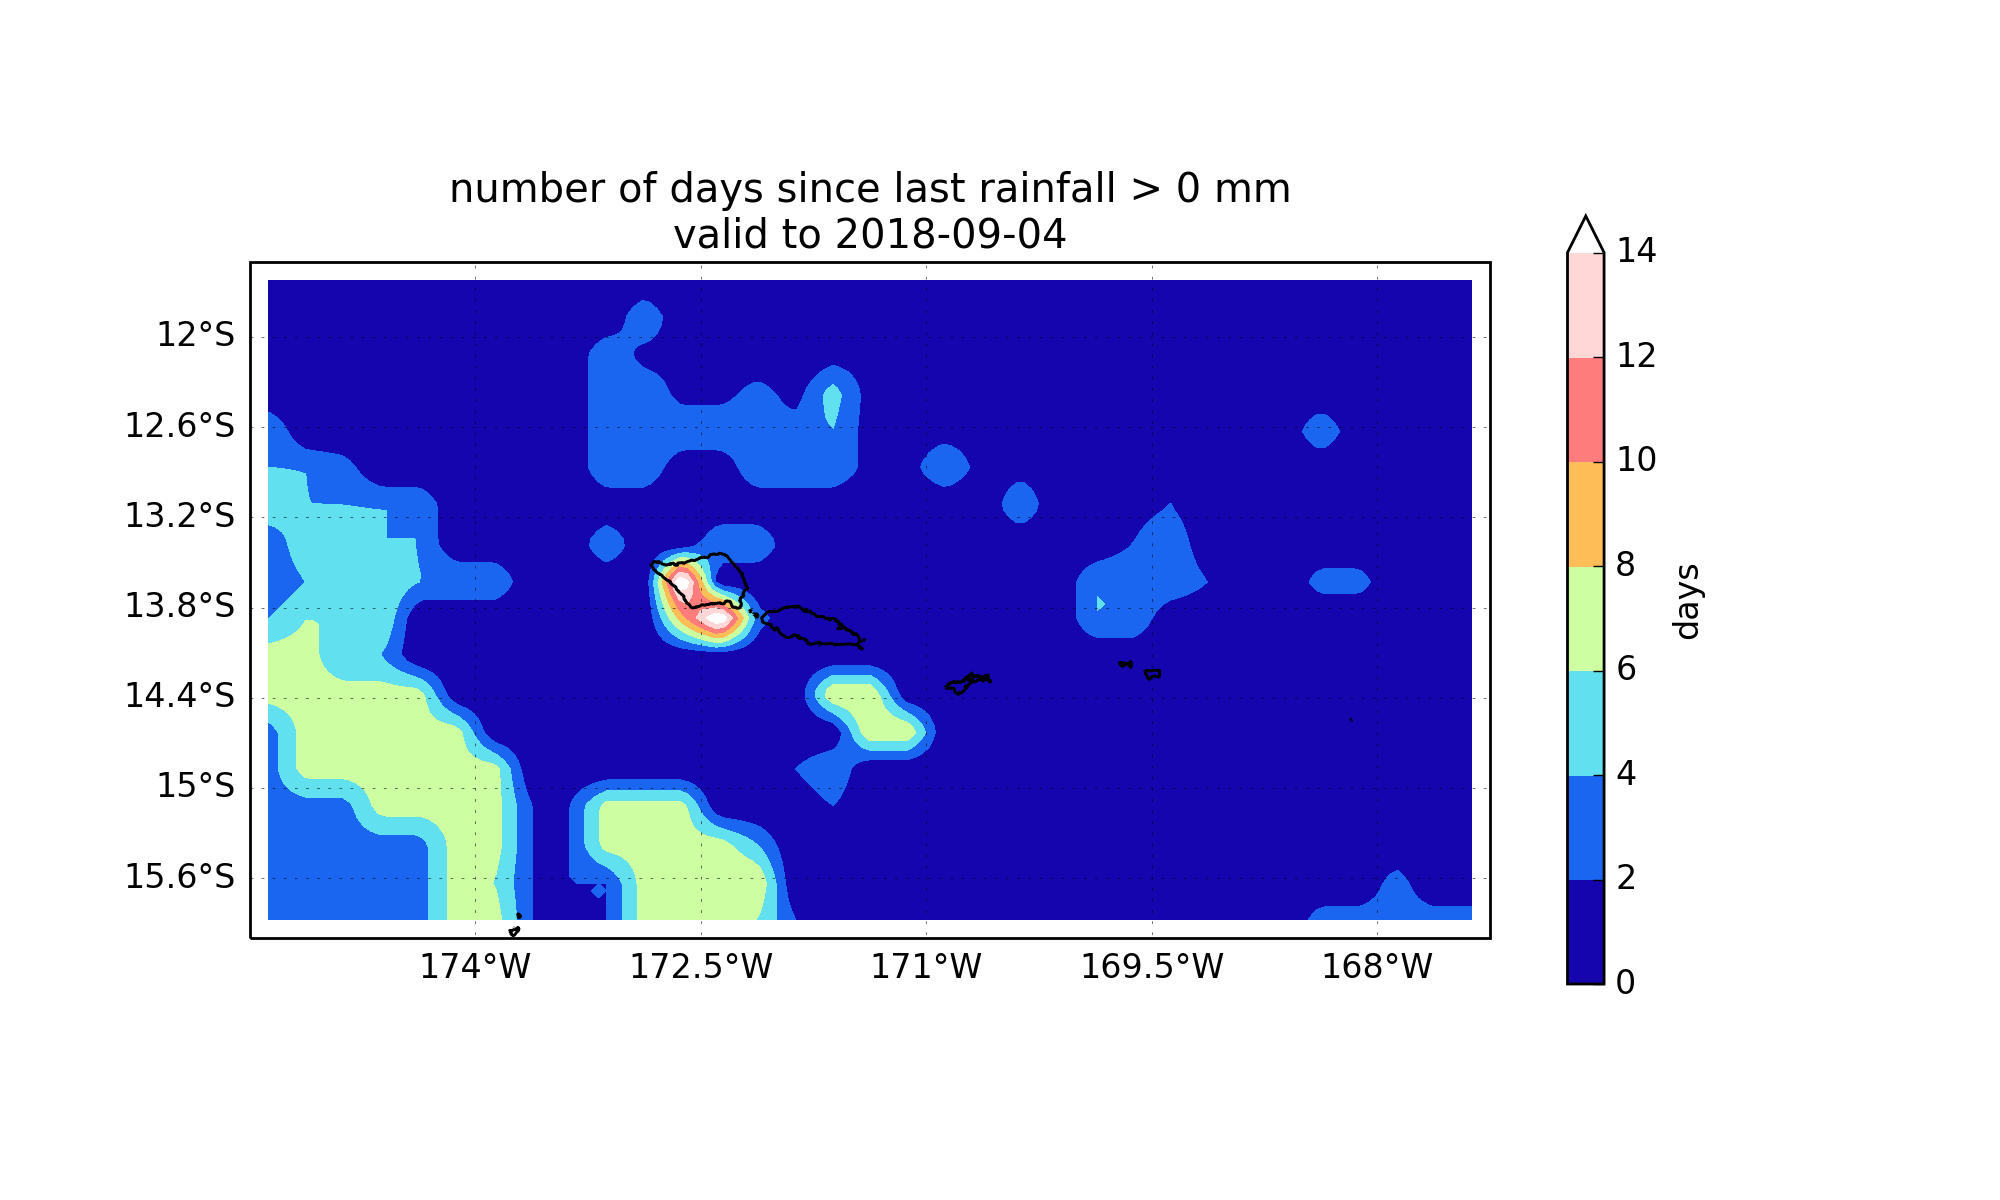 number of days since last rainfall > 0 mm
valid to 2018-09-04
12°S
12.6°S
13.2°S
13.8°S
14.4°S
15°S
15.6°S
174°W
172.5°W
171°W
169.5°W
168°W
14
12
10
8
6
4
2
0
days